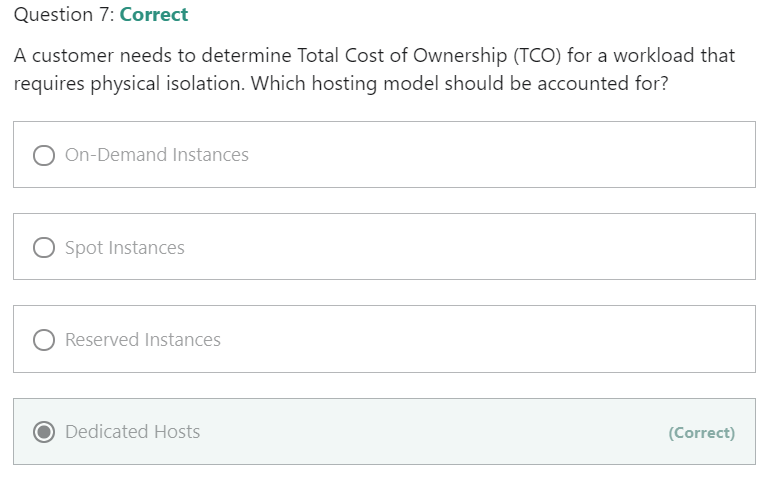 Question 7: Correct
A customer needs to determine Total Cost of Ownership (TCO) for a workload that
requires physical isolation. Which hosting model should be accounted for?
On-Demand Instances
Spot Instances
Reserved Instances
Dedicated Hosts (Correct)